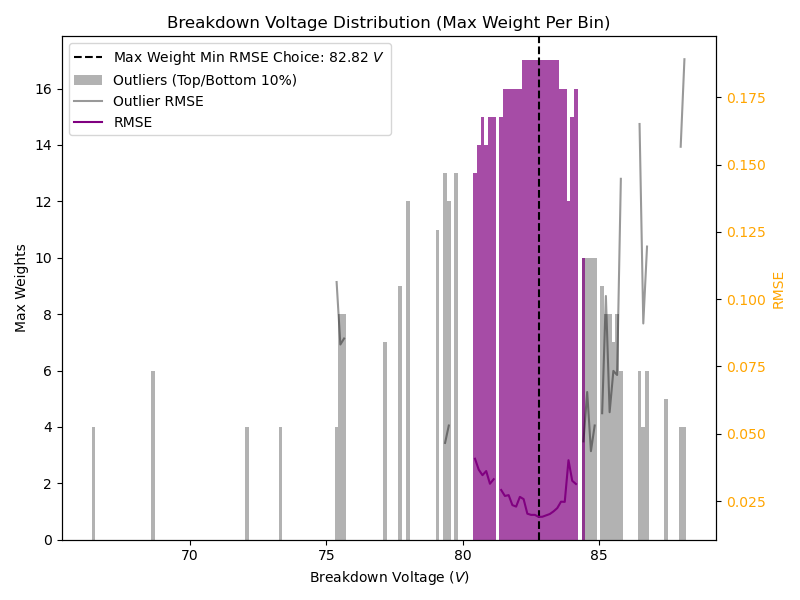 Breakdown Voltage Distribution (Max Weight Per Bin)
Max Weight Min RMSE Choice: 82.82 V
Outliers (Top/Bottom 10%)
Outlier RMSE
RMSE
Max Weights
16
14
12
10
8
6
4
2
0
0.175
0.150
0.125
0.100
0.075
0.050
0.025
RMSE
70 75 80 85
Breakdown Voltage (V)